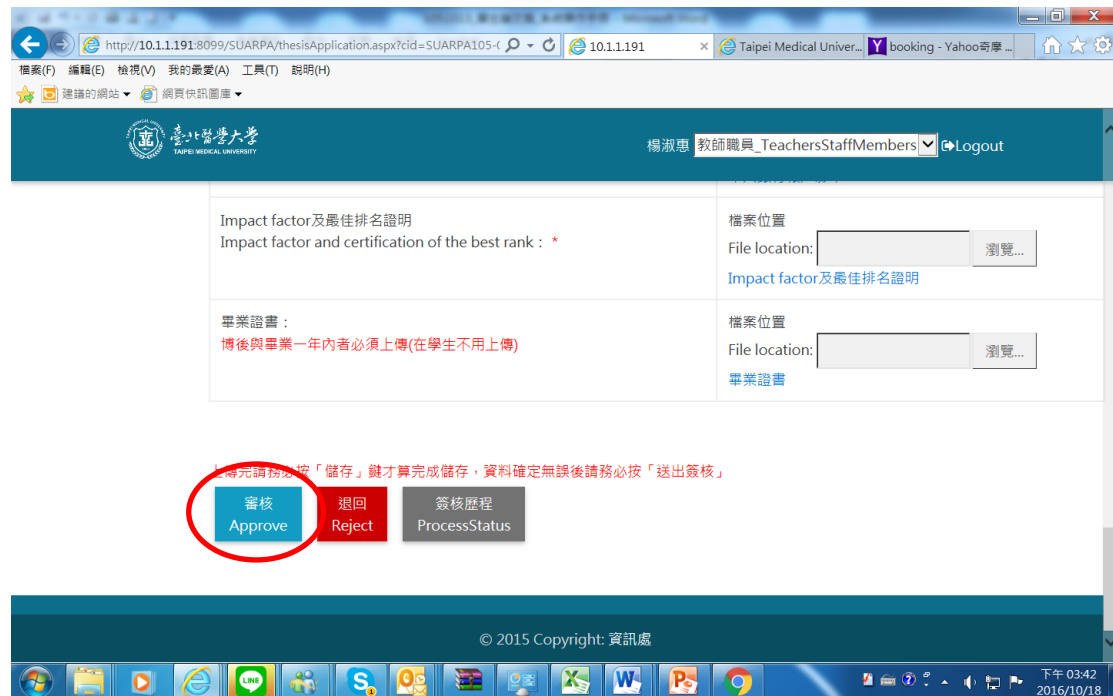 http://10.1.1.191:8099/SUARPA/thesisApplication.aspx?cid=SUARPA105-(
10.1.1.191
Taipei Medical Univer...
booking - Yahoo奇摩 ...
檔案(F) 編輯(E) 檢視(V) 我的最愛(A) 工具(T) 說明(H)
建議的網站 網頁快訊圖庫
臺北醫學大學
TAIPEI MEDICAL UNIVERSITY
楊淑惠 教師職員_TeachersStaffMembers Logout
Impact factor及最佳排名證明
Impact factor and certification of the best rank: *
檔案位置
File location: 瀏覽...
Impact factor及最佳排名證明
畢業證書:
博後與畢業一年內者必須上傳(在學生不用上傳)
檔案位置
File location: 瀏覽...
畢業證書
上傳完請務必按「儲存」鍵才算完成儲存,資料確定無誤後請務必按「送出簽核」
審核
Approve
退回
Reject
簽核歷程
ProcessStatus
© 2015 Copyright: 資訊處
LINE
下午 03:42
2016/10/18